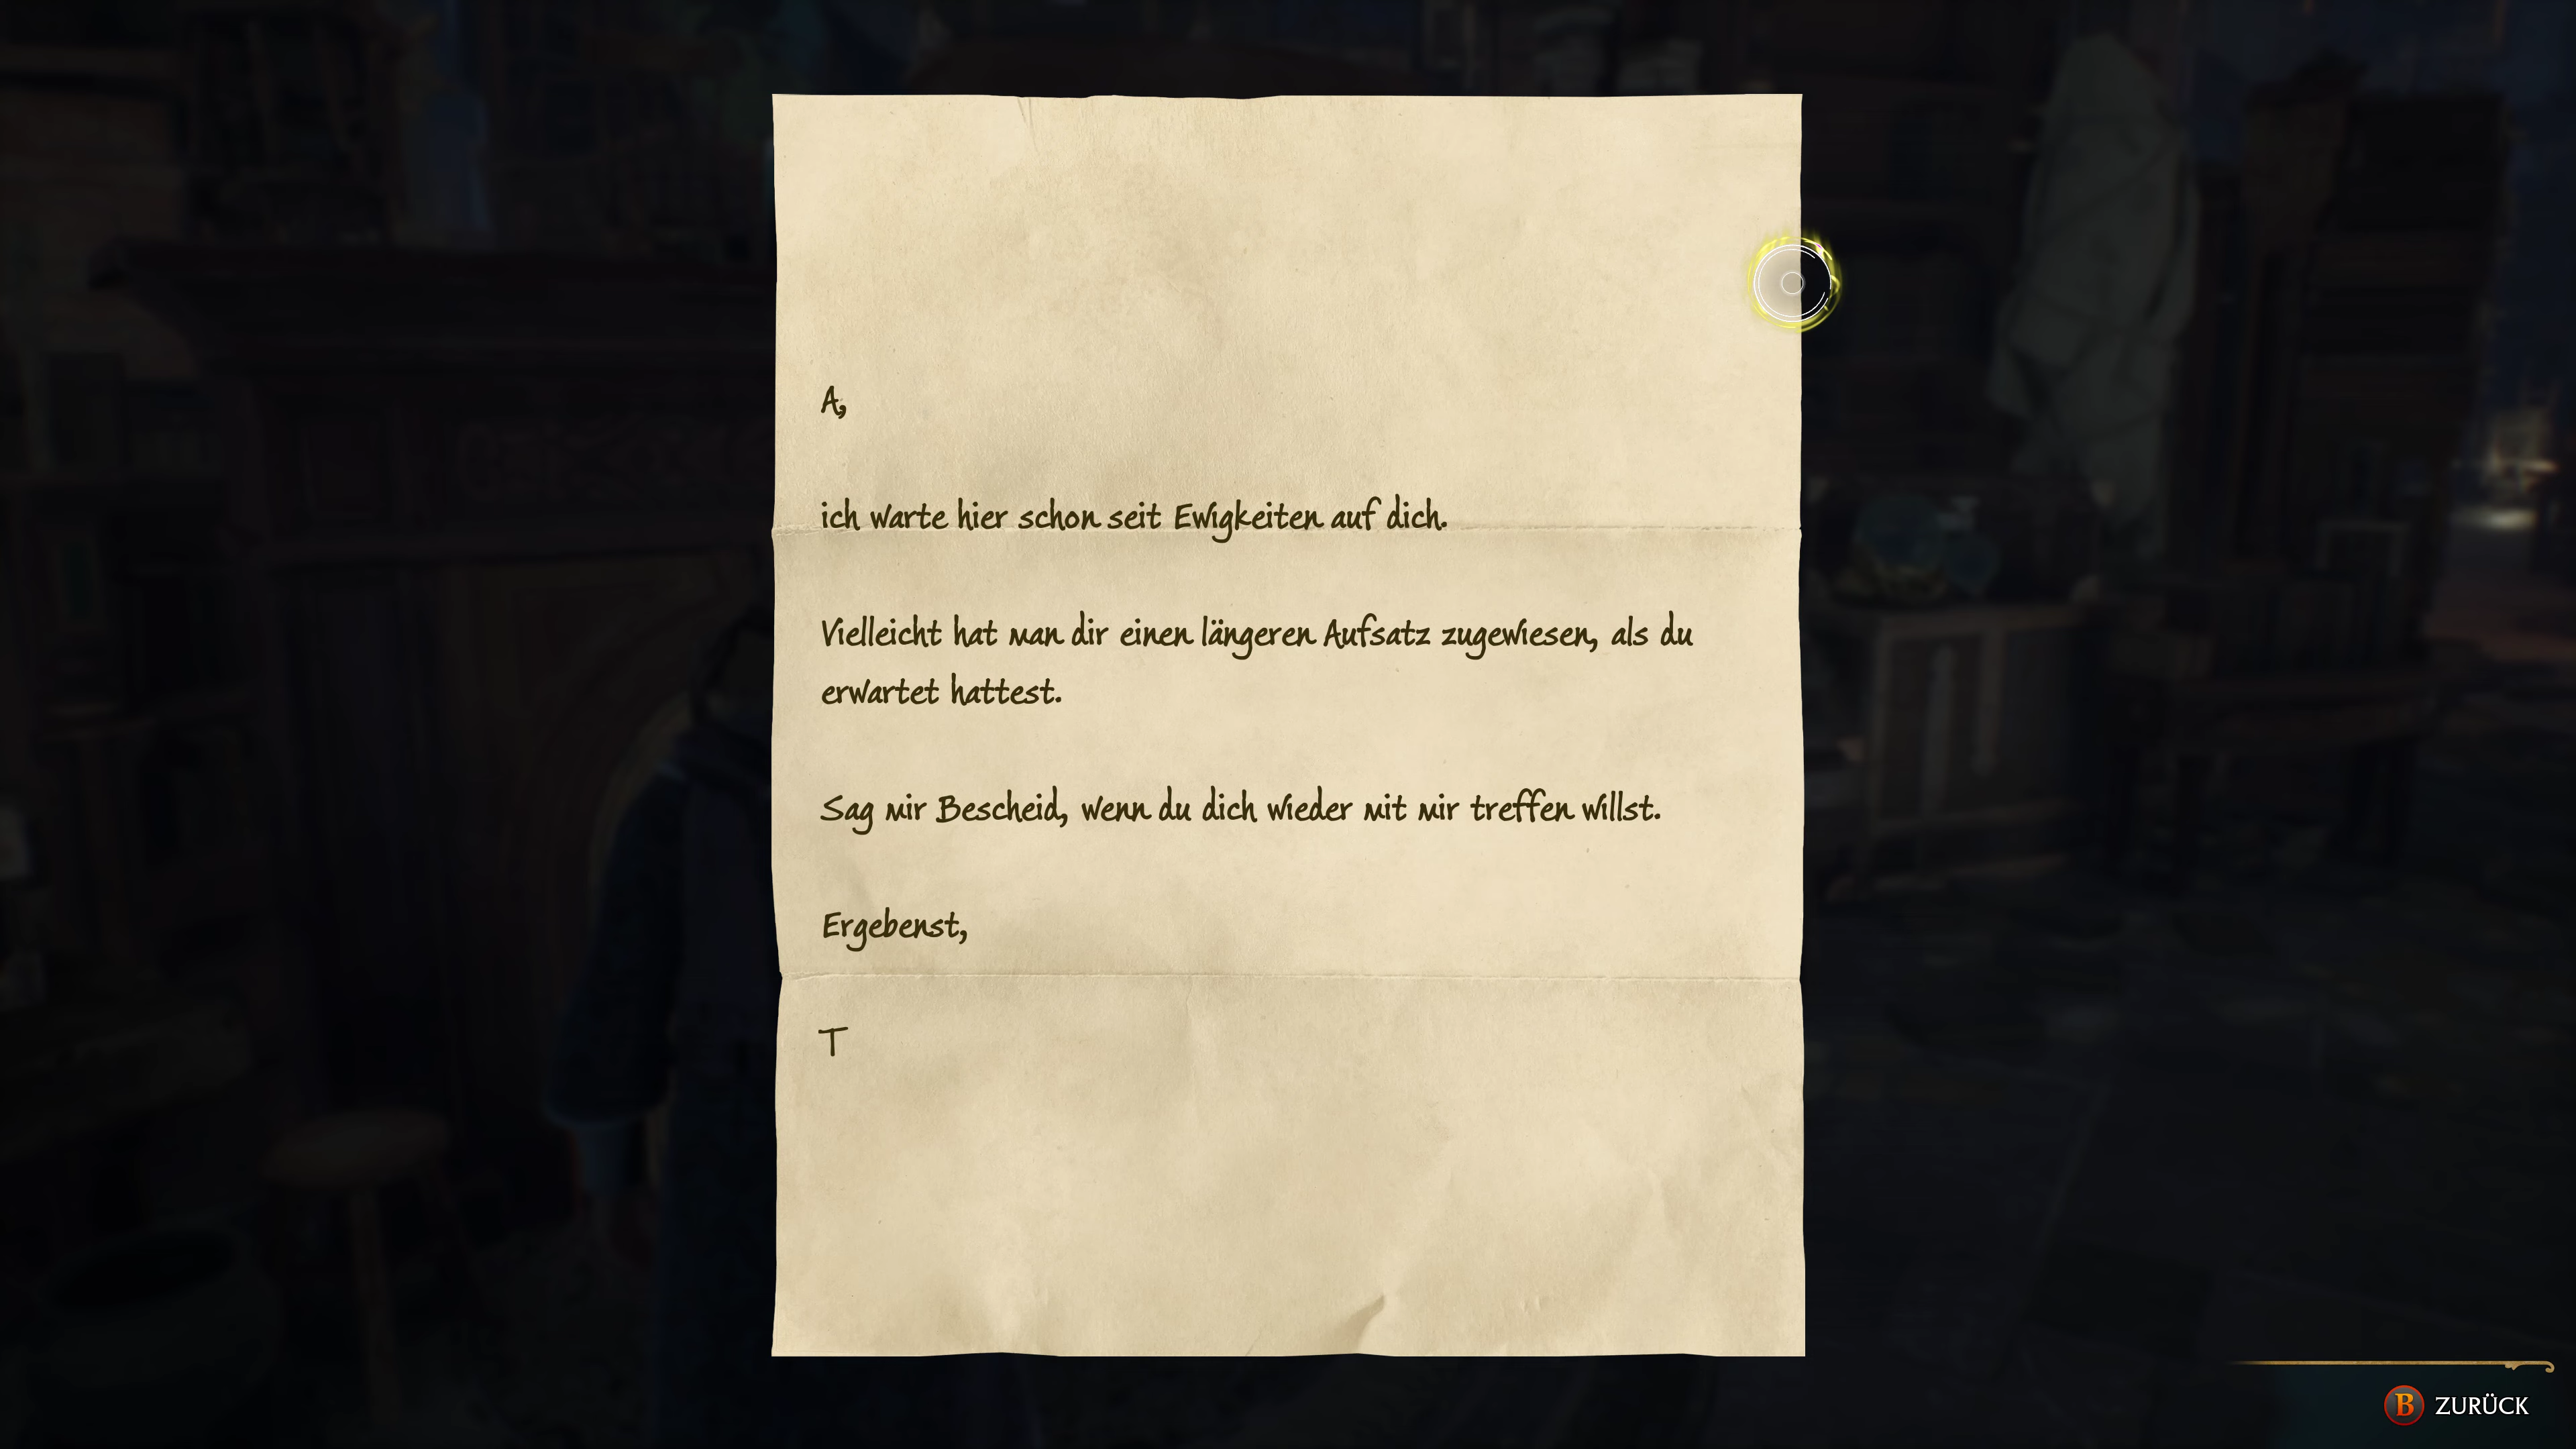 A,
ich warte hier schon seit Ewigkeiten auf dich.
Vielleicht hat man dir einen längeren Aufsatz zugewiesen, als du
erwartet hattest.
Sag mir Bescheid, wenn du dich wieder mit mir treffen willst.
Ergebenst,
T
B ZURÜCK